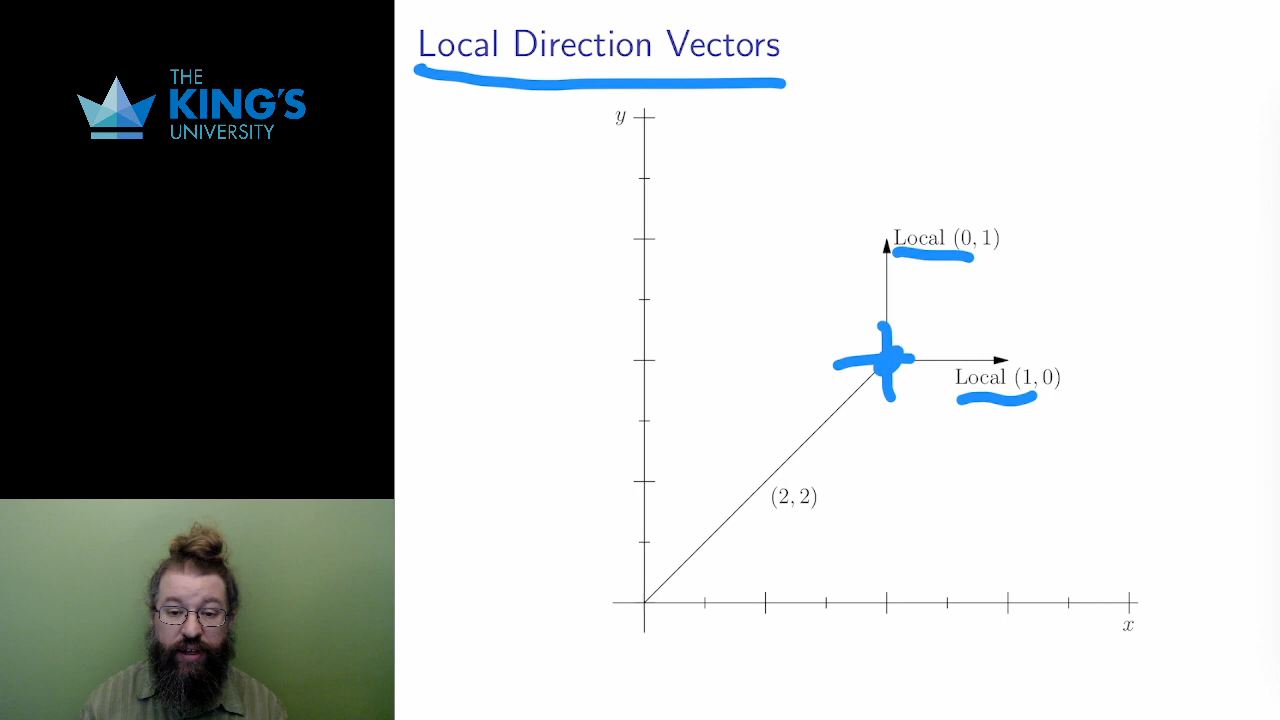 THE
KING'S
UNIVERSITY
Local Direction Vectors
y
Local (0, 1)
Local (1, 0)
(2, 2)
x